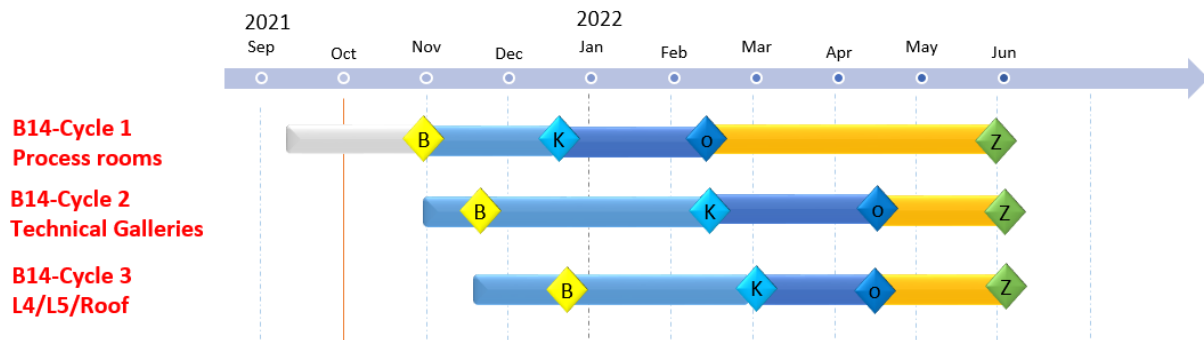 2021 2022
Sep Oct Nov Dec Jan Feb Mar Apr May Jun
B14-Cycle 1
Process rooms
B K o Z
B14-Cycle 2
Technical Galleries
B K o Z
B14-Cycle 3
L4/L5/Roof
B K o Z